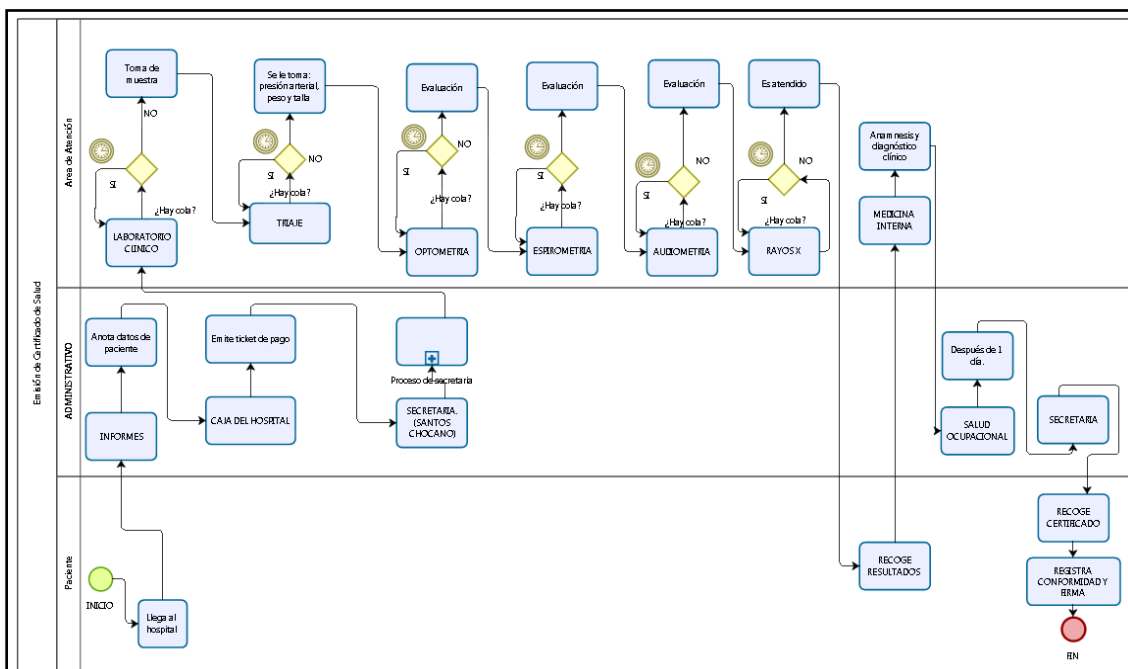 Emisión de Certificado de Salud
Area de Atención
Toma de
muestra
NO
SI
¿Hay cola?
LABORATORIO
CLINICO
Se le toma:
presión arterial,
peso y talla
NO
SI
¿Hay cola?
TRIAJE
Evaluación
NO
SI
¿Hay cola?
OPTOMETRIA
Evaluación
NO
SI
¿Hay cola?
ESPIROMETRIA
Evaluación
NO
SI
¿Hay cola?
AUDIOMETRIA
Es atendido
NO
SI
¿Hay cola?
RAYOS X
Anamnesis y
diagnóstico
clínico
MEDICINA
INTERNA
ADMINISTRATIVO
Anota datos de
paciente
INFORMES
Emite ticket de pago
CAJA DEL HOSPITAL
Proceso de secretaria
SECRETARIA.
(SANTOS
CHOCANO)
Después de 1
día.
SALUD
OCUPACIONAL
SECRETARIA
Paciente
INICIO
Llega al
hospital
RECOGE
RESULTADOS
RECOGE
CERTIFICADO
REGISTRA
CONFORMIDAD Y
FIRMA
FIN